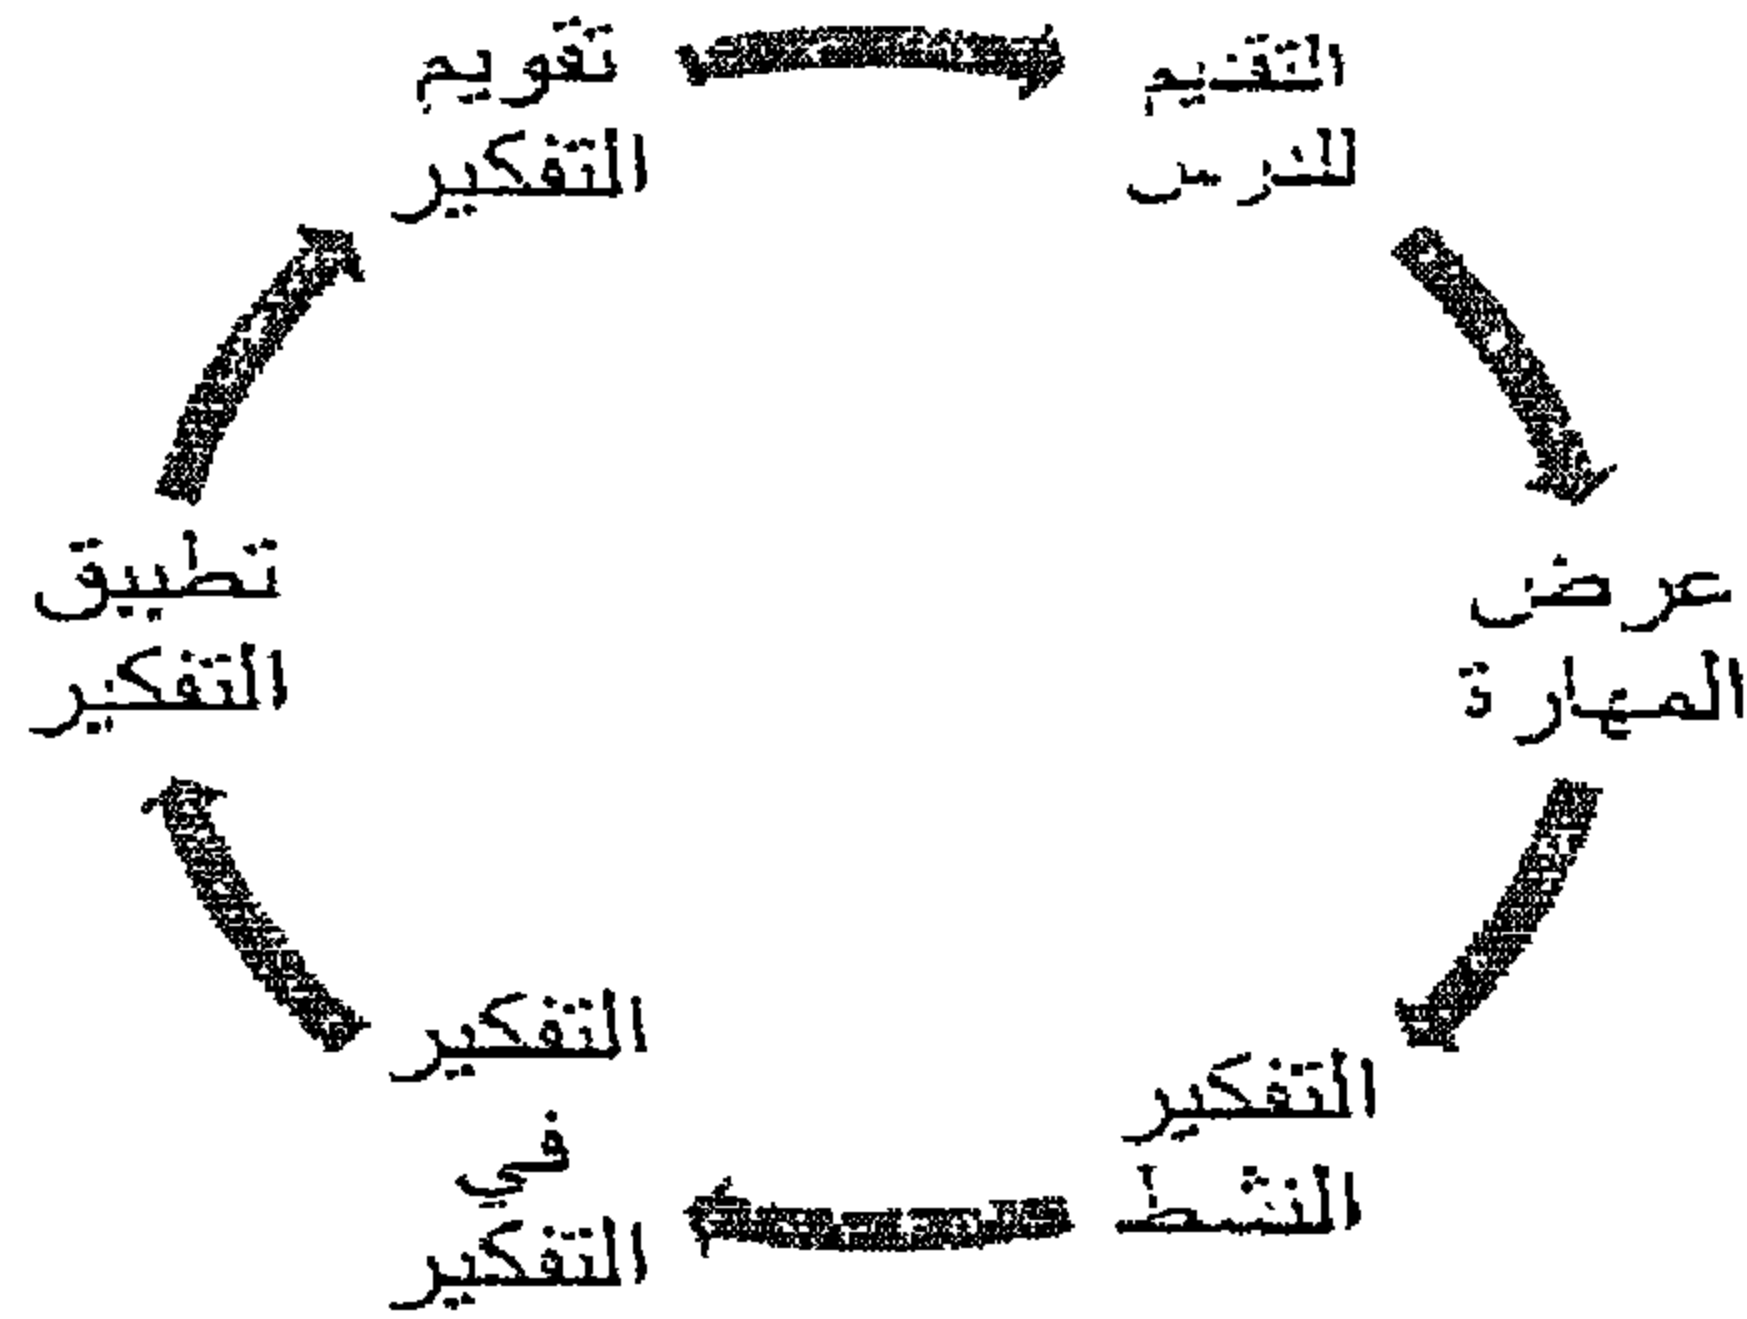 التقديم
للدرس
عرض
المهارة
التفكير
النشط
التفكير
في
التفكير
تطبيق
التفكير
تقويم
التفكير